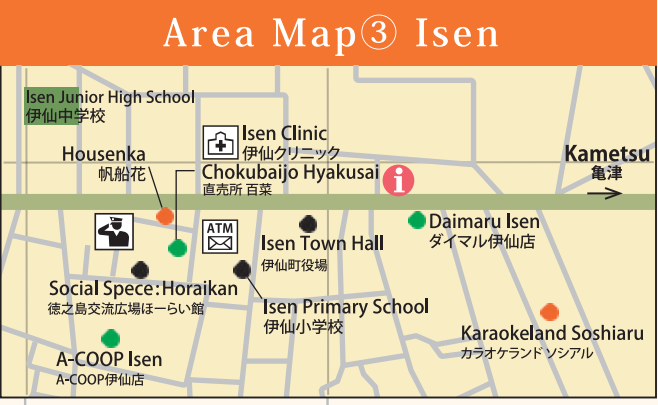 Area Map③ Isen
Isen Junior High School
伊仙中学校
Isen Clinic
伊仙クリニック
Housenka
帆船花
Chokubaijo Hyakusai
直売所 百菜
i
Kametsu
亀津
ATM
Isen Town Hall
伊仙町役場
Daimaru Isen
ダイマル伊仙店
Social Spece:Horaikan
徳之島交流広場ほーらい館
Isen Primary School
伊仙小学校
Karaokeland Soshiaru
カラオケランド ソシアル
A-COOP Isen
A-COOP伊仙店